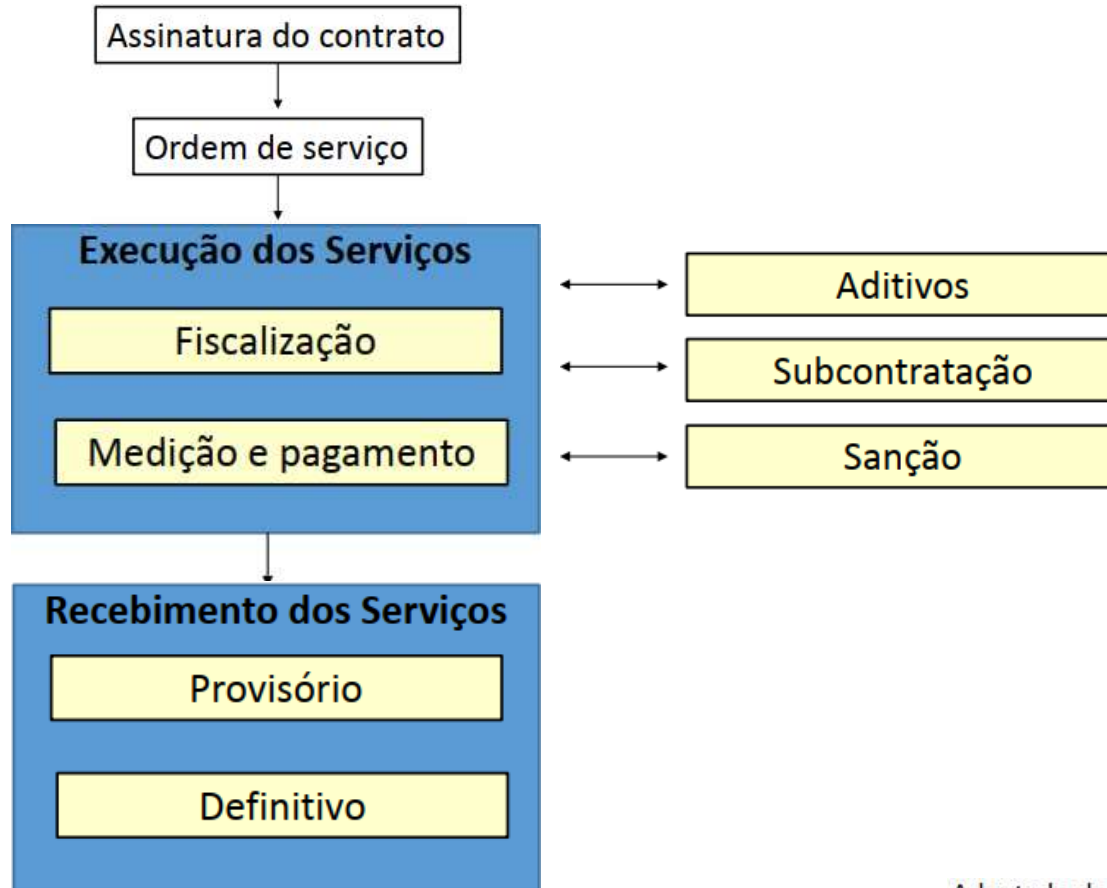 Assinatura do contrato
Ordem de serviço
Execução dos Serviços
Fiscalização
Medição e pagamento
Aditivos
Subcontratação
Sanção
Recebimento dos Serviços
Provisório
Definitivo